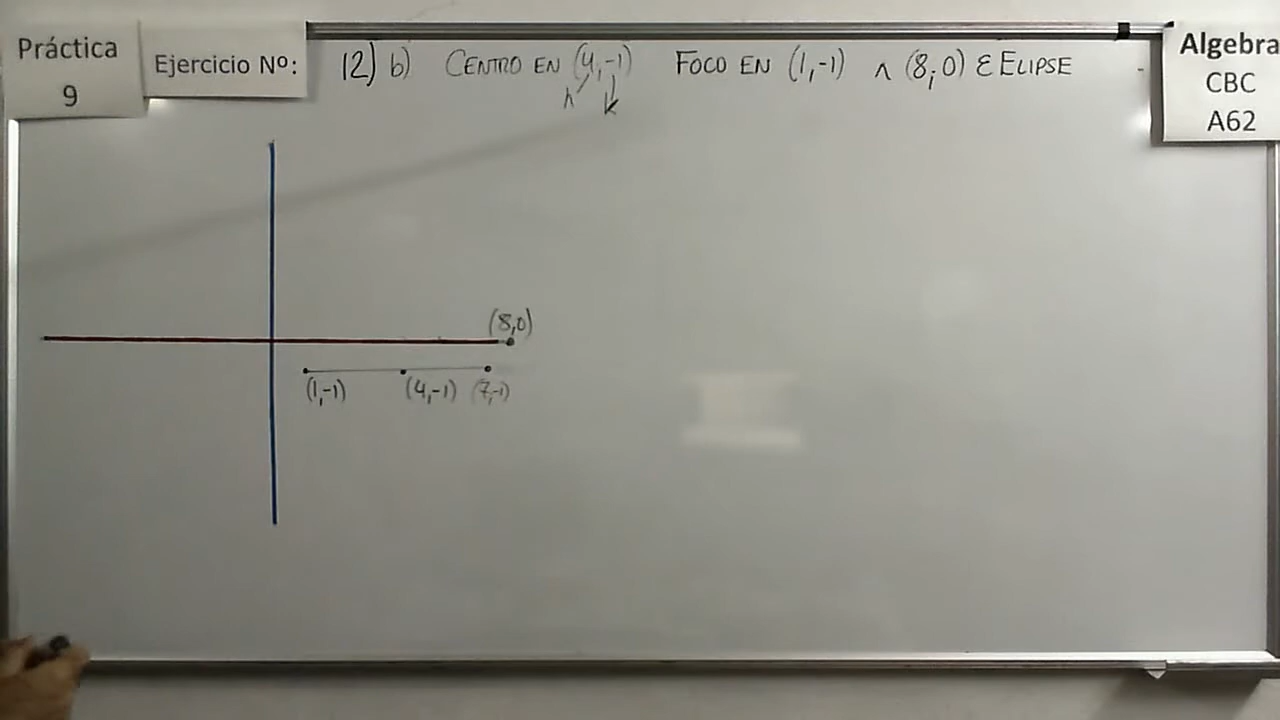 Práctica
9
Ejercicio Nº:
12) b) CENTRO EN (4,-1) FOCO EN (1,-1) ∧ (8,0) ε ELIPSE
h k
Algebra
CBC
A62
(8,0)
(1,-1) (4,-1) (7,-1)